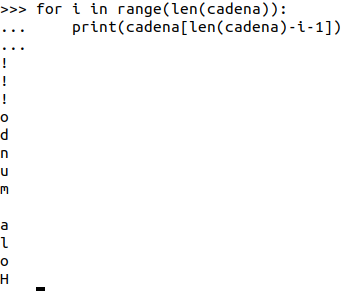 >>> for i in range(len(cadena)):
...     print(cadena[len(cadena)-i-1])
...
!
!
!
o
d
n
u
m

a
l
o
H